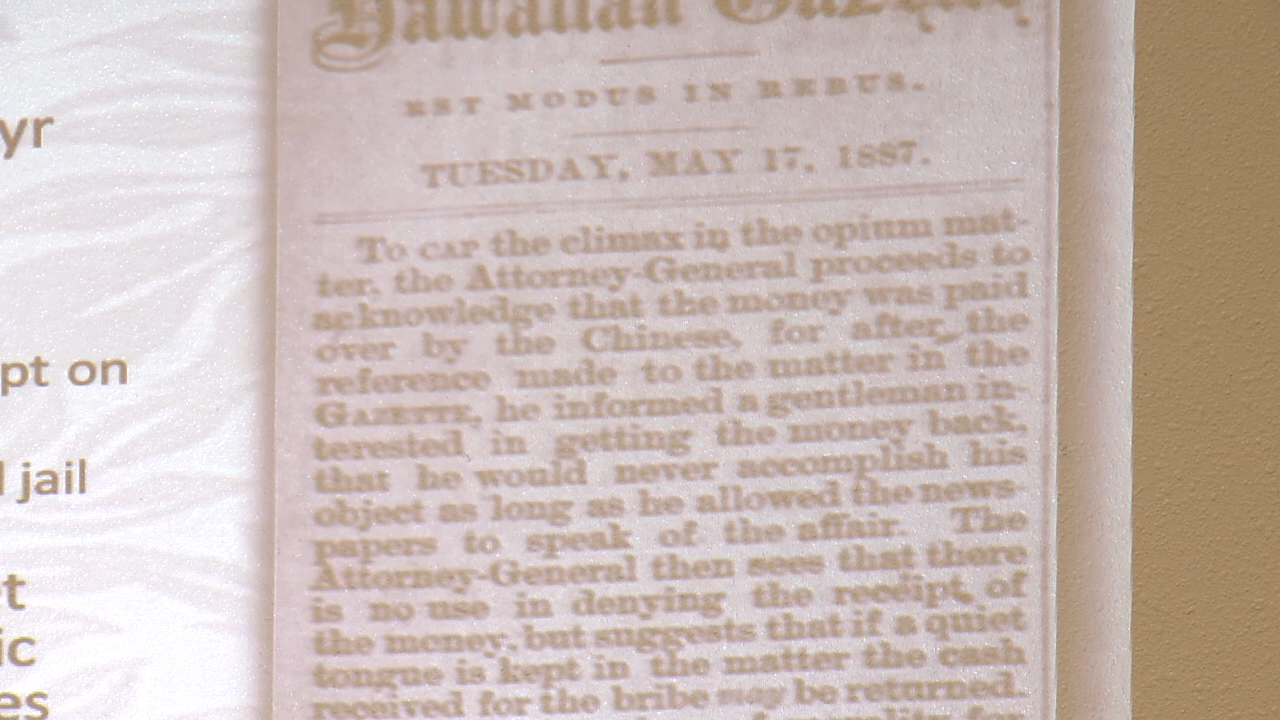 yr
pt on
l jail
t
ic
es
Hawaiian Gazette
EST MODUS IN REBUS.
TUESDAY, MAY 17, 1887.
To cap the climax in the opium mat-
ter, the Attorney-General proceeds to
acknowledge that the money was paid
over by the Chinese, for after the
reference made to the matter in the
GAZETTE, he informed a gentleman in-
terested in getting the money back,
that he would never accomplish his
object as long as he allowed the news-
papers to speak of the affair. The
Attorney-General then sees that there
is no use in denying the receipt of
the money, but suggests that if a quiet
tongue is kept in the matter the cash
received for the bribe may be returned.